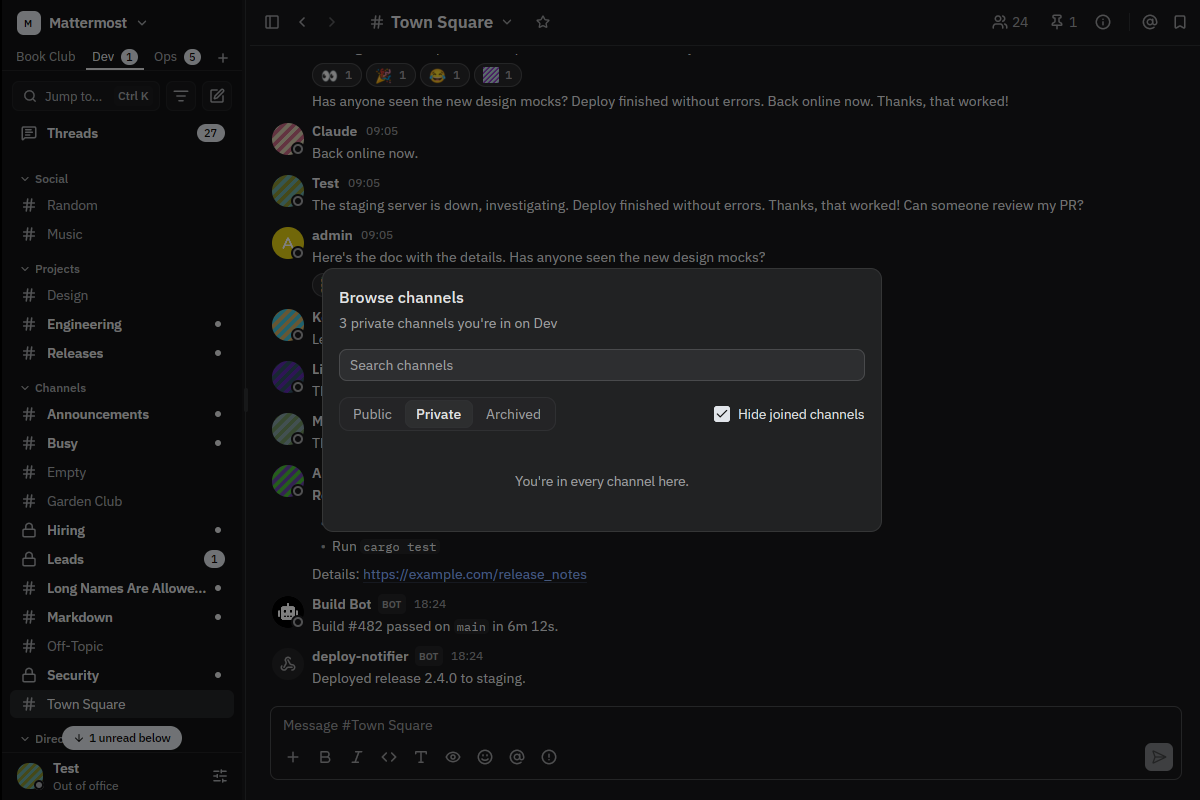 M Mattermost
Book Club Dev 1 Ops 5
Jump to... Ctrl K
Threads 27
Social
Random
Music
Projects
Design
Engineering
Releases
Channels
Announcements
Busy
Empty
Garden Club
Hiring
Leads 1
Long Names Are Allowe...
Markdown
Off-Topic
Security
Town Square
Direc
1 unread below
Test
Out of office
# Town Square 24 1
👀 1 🎉 1 😂 1 1
Has anyone seen the new design mocks? Deploy finished without errors. Back online now. Thanks, that worked!
Claude 09:05
Back online now.
Test 09:05
The staging server is down, investigating. Deploy finished without errors. Thanks, that worked! Can someone review my PR?
A admin 09:05
Here's the doc with the details. Has anyone seen the new design mocks?
Browse channels
3 private channels you're in on Dev
Search channels
Public Private Archived
Hide joined channels
You're in every channel here.
• Run cargo test
Details: https://example.com/release_notes
Build Bot BOT 18:24
Build #482 passed on main in 6m 12s.
deploy-notifier BOT 18:24
Deployed release 2.4.0 to staging.
Message #Town Square